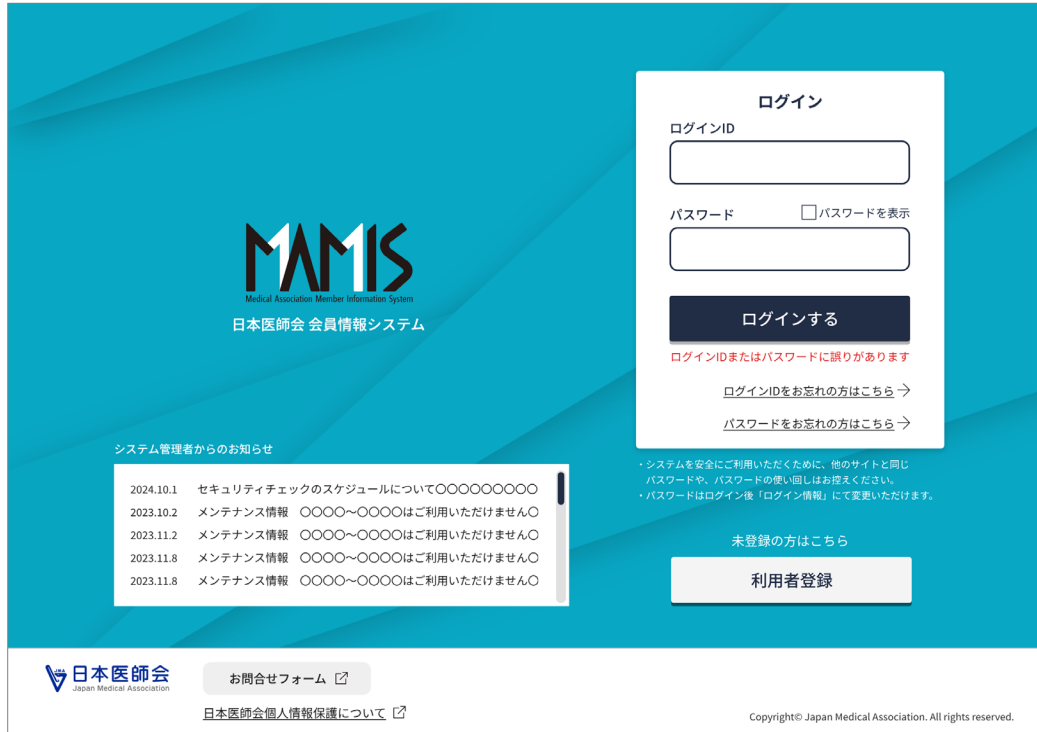 MAMIS
Medical Association Member Information System
日本医師会 会員情報システム
システム管理者からのお知らせ
2024.10.1 セキュリティチェックのスケジュールについて〇〇〇〇〇〇〇〇〇
2023.10.2 メンテナンス情報 〇〇〇〇～〇〇〇〇はご利用いただけません〇
2023.11.2 メンテナンス情報 〇〇〇〇～〇〇〇〇はご利用いただけません〇
2023.11.8 メンテナンス情報 〇〇〇〇～〇〇〇〇はご利用いただけません〇
2023.11.8 メンテナンス情報 〇〇〇〇～〇〇〇〇はご利用いただけません〇
ログイン
ログインID
パスワード
パスワードを表示
ログインする
ログインIDまたはパスワードに誤りがあります
ログインIDをお忘れの方はこちら
パスワードをお忘れの方はこちら
・システムを安全にご利用いただくために、他のサイトと同じ
パスワードや、パスワードの使い回しはお控えください。
・パスワードはログイン後「ログイン情報」にて変更いただけます。
未登録の方はこちら
利用者登録
JMA
日本医師会
Japan Medical Association
お問合せフォーム
日本医師会個人情報保護について
Copyright© Japan Medical Association. All rights reserved.